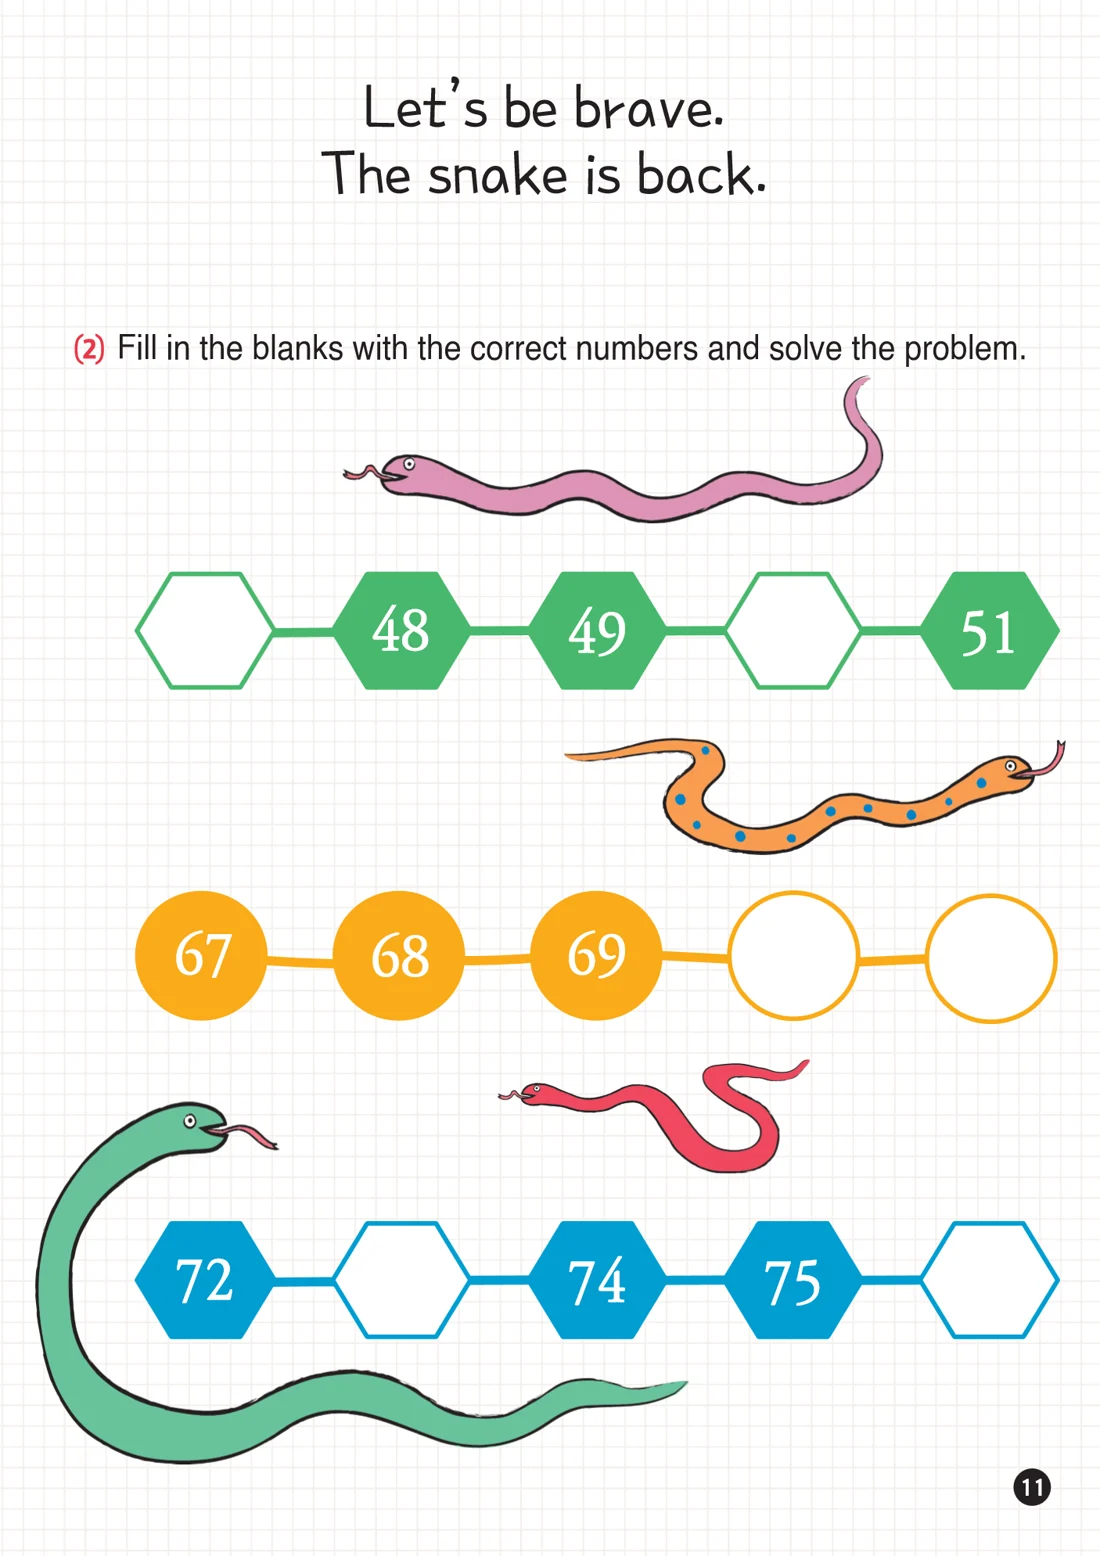 Let's be brave.
The snake is back.
(2) Fill in the blanks with the correct numbers and solve the problem.
48 49 51
67 68 69
72 74 75
11